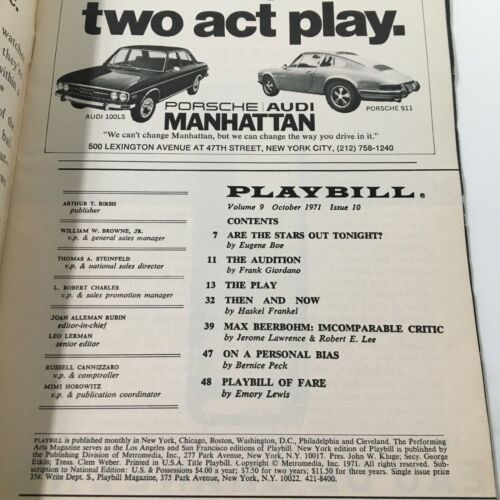 c.
watche
they't
within
of the
bal
we
two act play.
AUDI 100LS
PORSCHE AUDI
PORSCHE 911
MANHATTAN
"We can't change Manhattan, but we can change the way you drive in it."
500 LEXINGTON AVENUE AT 47TH STREET, NEW YORK CITY, (212) 758-1240
ARTHUR T. BIRSH
publisher
WILLIAM W. BROWNE, JR.
v.p. & general sales manager
THOMAS A. STEINFELD
v.p. & national sales director
L. ROBERT CHARLES
v.p. & sales promotion manager
JOAN ALLEMAN RUBIN
editor-in-chief
LEO LERMAN
senior editor
RUSSELL CANNIZZARO
v.p. & comptroller
MIMI HOROWITZ
v.p. & publication coordinator
PLAYBILL®
Volume 9 October 1971 Issue 10
CONTENTS
7 ARE THE STARS OUT TONIGHT?
by Eugene Boe
11 THE AUDITION
by Frank Giordano
13 THE PLAY
32 THEN AND NOW
by Haskel Frankel
39 MAX BEERBOHM: IMCOMPARABLE CRITIC
by Jerome Lawrence & Robert E. Lee
47 ON A PERSONAL BIAS
by Bernice Peck
48 PLAYBILL OF FARE
by Emory Lewis
PLAYBILL is published monthly in New York, Chicago, Boston, Washington, D.C., Philadelphia and Cleveland. The Performing
Arts Magazine serves as the Los Angeles and San Francisco editions of Playbill. New York edition of Playbill is published by
the Publishing Division of Metromedia, Inc., 277 Park Avenue, New York, N.Y. 10017. Pres. John W. Kluge; Secy. George
Etkin; Treas. Clem Weber. Printed in U.S.A. Title Playbill. Copyright © Metromedia, Inc. 1971. All rights reserved. Sub-
scription to National Edition: U.S. & Possessions $4.00 a year; $7.50 for two years; $11.50 for three years. Single issue price
35¢. Write Dept. S., Playbill Magazine, 375 Park Avenue, New York, N.Y. 10022. 421-8400.